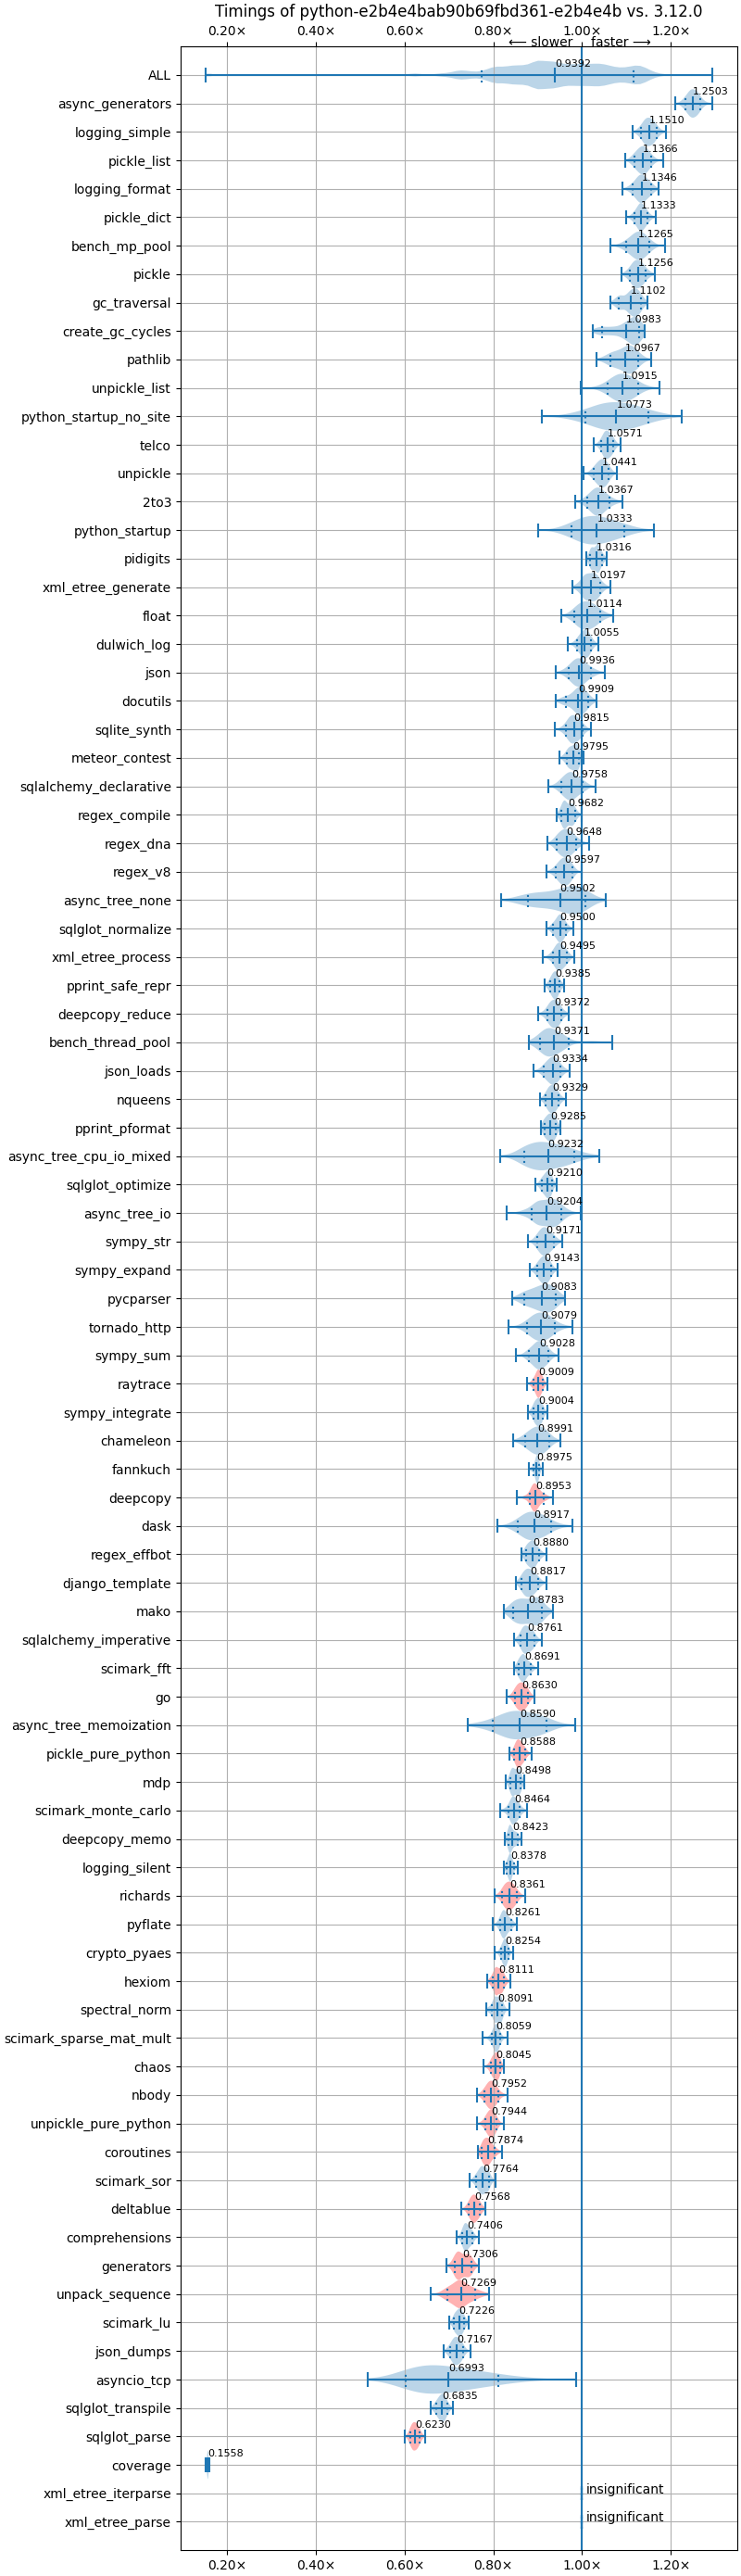 Timings of python-e2b4e4bab90b69fbd361-e2b4e4b vs. 3.12.0
0.20× 0.40× 0.60× 0.80× 1.00× 1.20×
⟵ slower faster ⟶
ALL 0.9392
async_generators 1.2503
logging_simple 1.1510
pickle_list 1.1366
logging_format 1.1346
pickle_dict 1.1333
bench_mp_pool 1.1265
pickle 1.1256
gc_traversal 1.1102
create_gc_cycles 1.0983
pathlib 1.0967
unpickle_list 1.0915
python_startup_no_site 1.0773
telco 1.0571
unpickle 1.0441
2to3 1.0367
python_startup 1.0333
pidigits 1.0316
xml_etree_generate 1.0197
float 1.0114
dulwich_log 1.0055
json 0.9936
docutils 0.9909
sqlite_synth 0.9815
meteor_contest 0.9795
sqlalchemy_declarative 0.9758
regex_compile 0.9682
regex_dna 0.9648
regex_v8 0.9597
async_tree_none 0.9502
sqlglot_normalize 0.9500
xml_etree_process 0.9495
pprint_safe_repr 0.9385
deepcopy_reduce 0.9372
bench_thread_pool 0.9371
json_loads 0.9334
nqueens 0.9329
pprint_pformat 0.9285
async_tree_cpu_io_mixed 0.9232
sqlglot_optimize 0.9210
async_tree_io 0.9204
sympy_str 0.9171
sympy_expand 0.9143
pycparser 0.9083
tornado_http 0.9079
sympy_sum 0.9028
raytrace 0.9009
sympy_integrate 0.9004
chameleon 0.8991
fannkuch 0.8975
deepcopy 0.8953
dask 0.8917
regex_effbot 0.8880
django_template 0.8817
mako 0.8783
sqlalchemy_imperative 0.8761
scimark_fft 0.8691
go 0.8630
async_tree_memoization 0.8590
pickle_pure_python 0.8588
mdp 0.8498
scimark_monte_carlo 0.8464
deepcopy_memo 0.8423
logging_silent 0.8378
richards 0.8361
pyflate 0.8261
crypto_pyaes 0.8254
hexiom 0.8111
spectral_norm 0.8091
scimark_sparse_mat_mult 0.8059
chaos 0.8045
nbody 0.7952
unpickle_pure_python 0.7944
coroutines 0.7874
scimark_sor 0.7764
deltablue 0.7568
comprehensions 0.7406
generators 0.7306
unpack_sequence 0.7269
scimark_lu 0.7226
json_dumps 0.7167
asyncio_tcp 0.6993
sqlglot_transpile 0.6835
sqlglot_parse 0.6230
coverage 0.1558
xml_etree_iterparse insignificant
xml_etree_parse insignificant
0.20× 0.40× 0.60× 0.80× 1.00× 1.20×